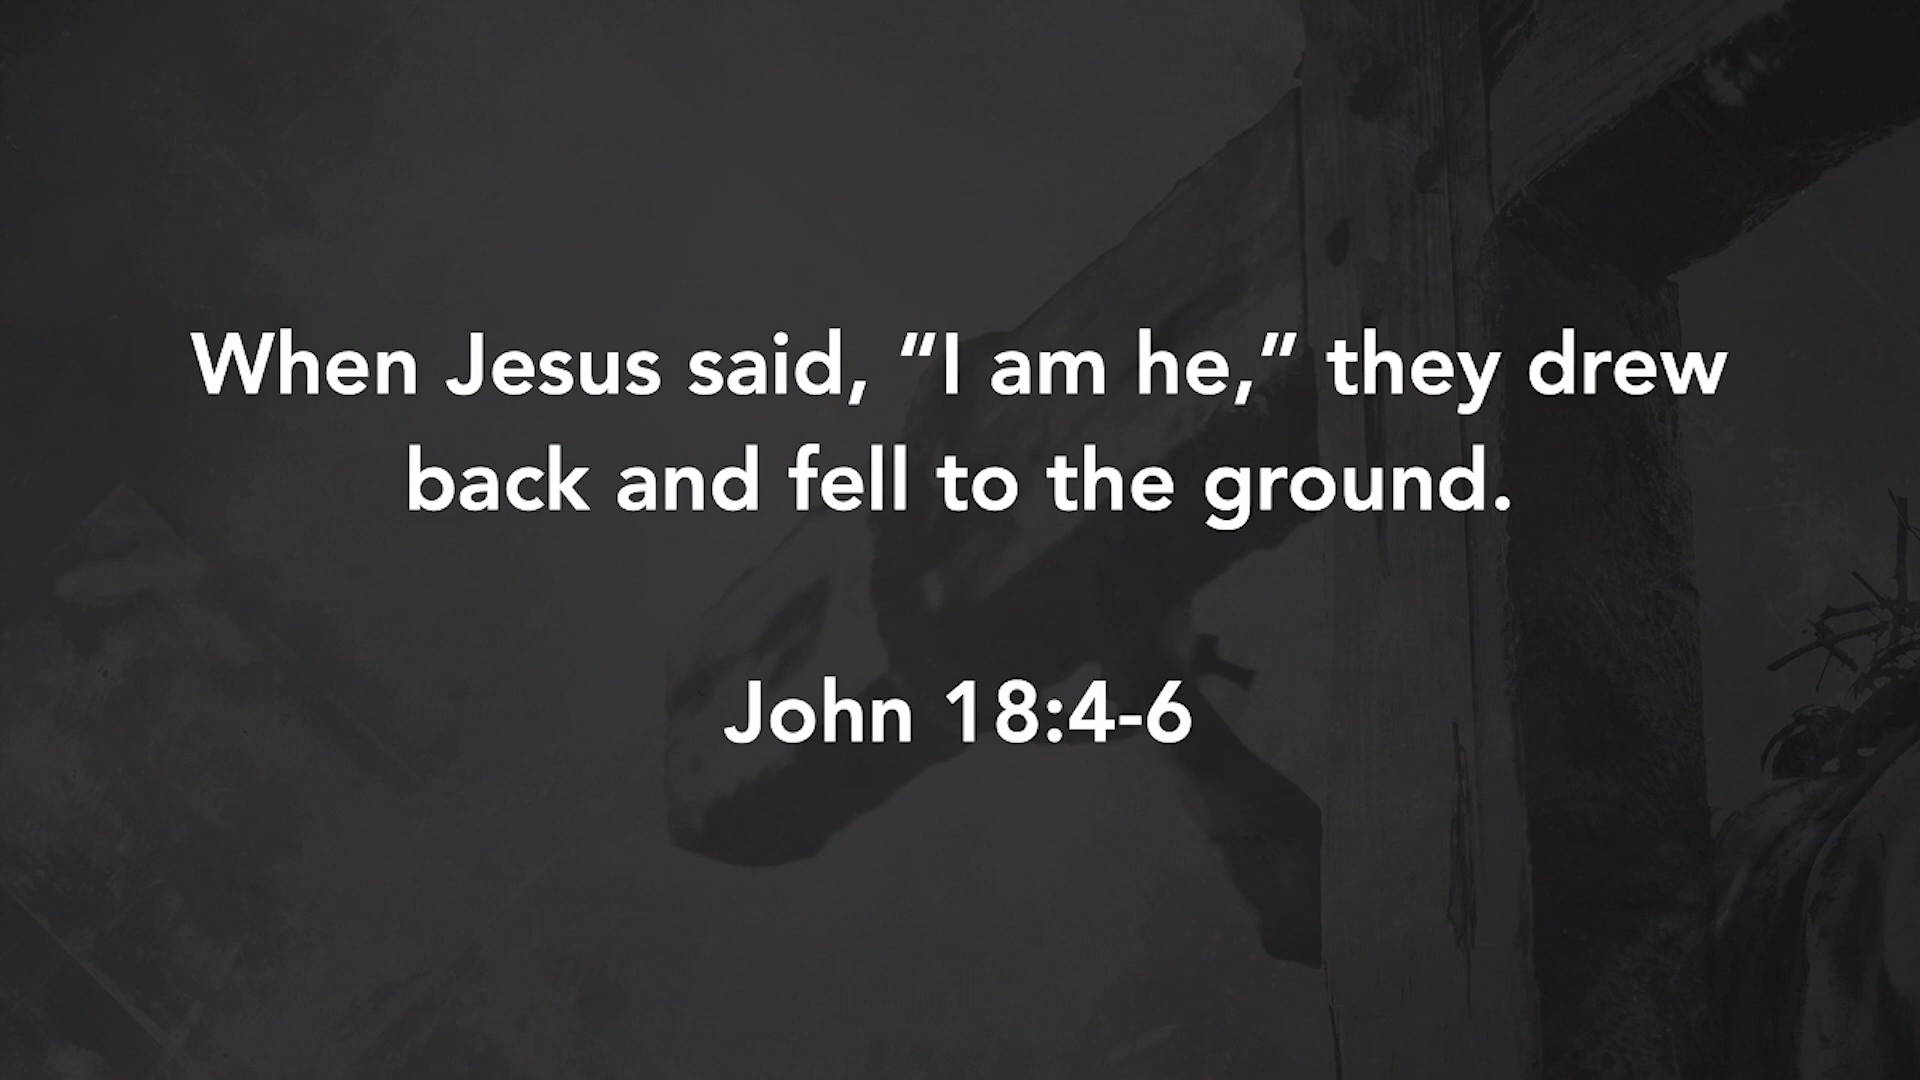 When Jesus said, “I am he,” they drew
back and fell to the ground.
John 18:4-6